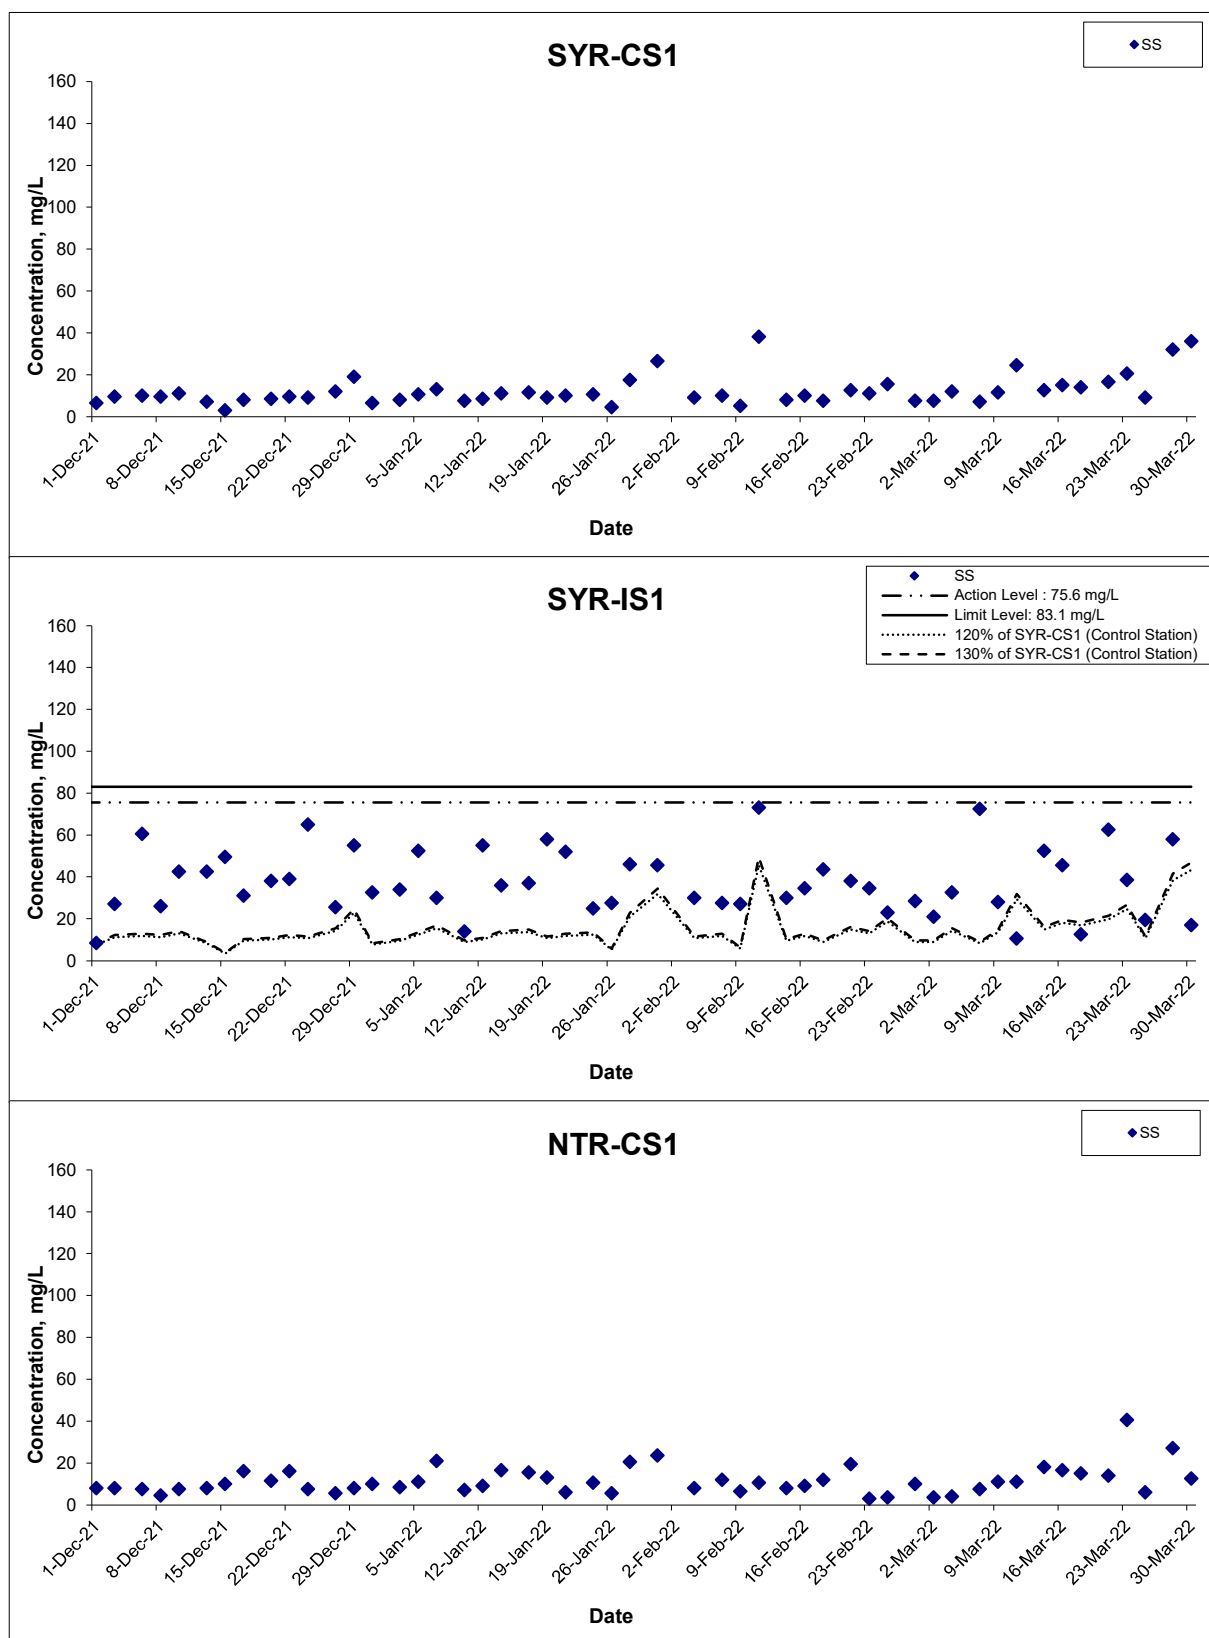 SYR-CS1
SS
Concentration, mg/L
160
140
120
100
80
60
40
20
0
1-Dec-21
8-Dec-21
15-Dec-21
22-Dec-21
29-Dec-21
5-Jan-22
12-Jan-22
19-Jan-22
26-Jan-22
2-Feb-22
9-Feb-22
16-Feb-22
23-Feb-22
2-Mar-22
9-Mar-22
16-Mar-22
23-Mar-22
30-Mar-22
Date
SYR-IS1
SS
Action Level : 75.6 mg/L
Limit Level: 83.1 mg/L
120% of SYR-CS1 (Control Station)
130% of SYR-CS1 (Control Station)
Concentration, mg/L
160
140
120
100
80
60
40
20
0
1-Dec-21
8-Dec-21
15-Dec-21
22-Dec-21
29-Dec-21
5-Jan-22
12-Jan-22
19-Jan-22
26-Jan-22
2-Feb-22
9-Feb-22
16-Feb-22
23-Feb-22
2-Mar-22
9-Mar-22
16-Mar-22
23-Mar-22
30-Mar-22
Date
NTR-CS1
SS
Concentration, mg/L
160
140
120
100
80
60
40
20
0
1-Dec-21
8-Dec-21
15-Dec-21
22-Dec-21
29-Dec-21
5-Jan-22
12-Jan-22
19-Jan-22
26-Jan-22
2-Feb-22
9-Feb-22
16-Feb-22
23-Feb-22
2-Mar-22
9-Mar-22
16-Mar-22
23-Mar-22
30-Mar-22
Date